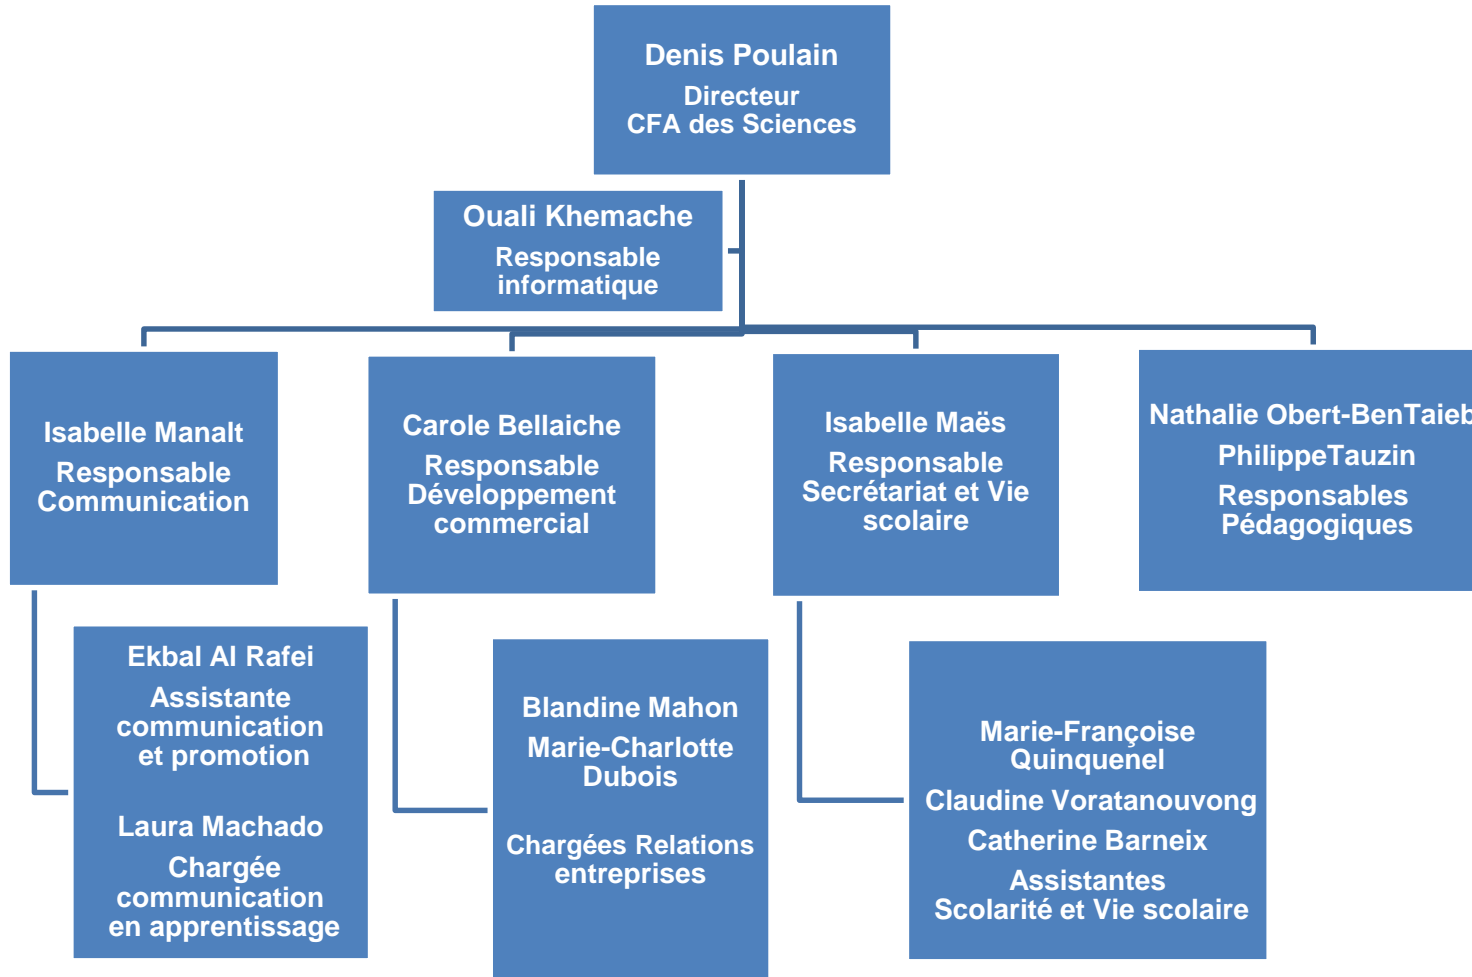 Denis Poulain
Directeur
CFA des Sciences
Ouali Khemache
Responsable
informatique
Isabelle Manalt
Responsable
Communication
Carole Bellaiche
Responsable
Développement
commercial
Isabelle Maës
Responsable
Secrétariat et Vie
scolaire
Nathalie Obert-BenTaieb
PhilippeTauzin
Responsables
Pédagogiques
Ekbal Al Rafei
Assistante
communication
et promotion
Laura Machado
Chargée
communication
en apprentissage
Blandine Mahon
Marie-Charlotte
Dubois
Chargées Relations
entreprises
Marie-Françoise
Quinquenel
Claudine Voratanouvong
Catherine Barneix
Assistantes
Scolarité et Vie scolaire